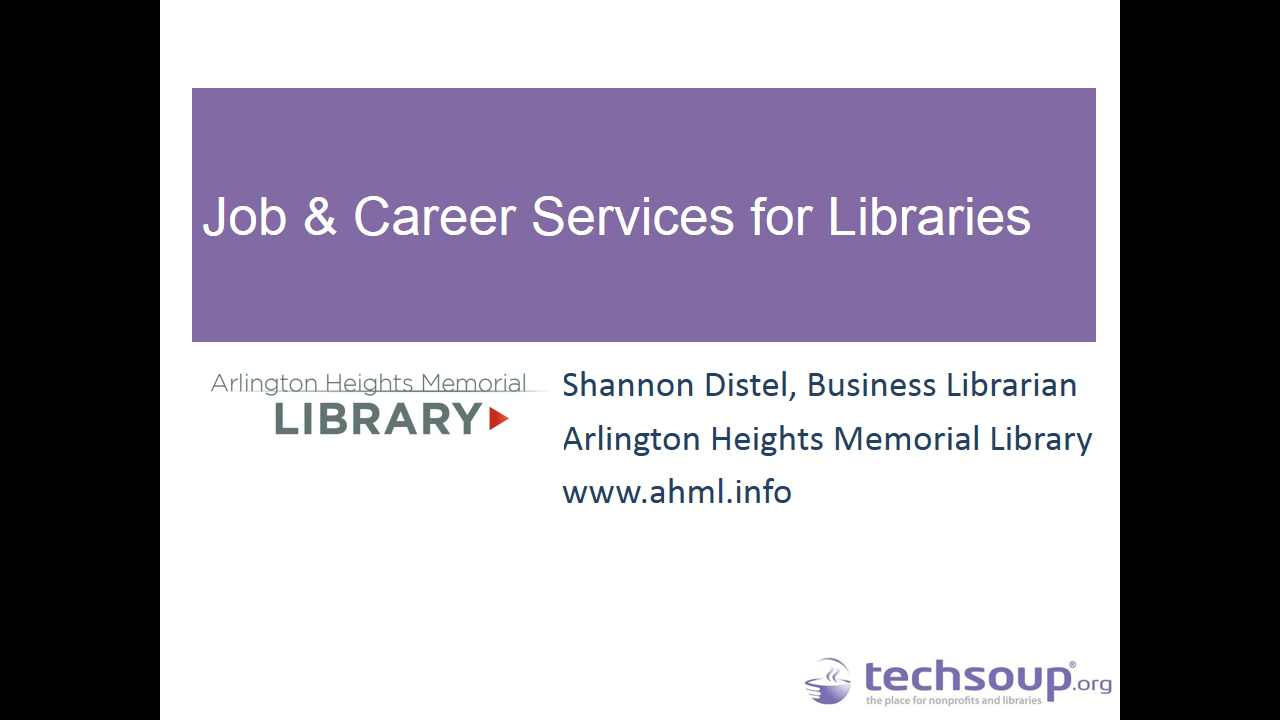 Job & Career Services for Libraries
Arlington Heights Memorial
LIBRARY
Shannon Distel, Business Librarian
Arlington Heights Memorial Library
www.ahml.info
techsoup®.org
the place for nonprofits and libraries